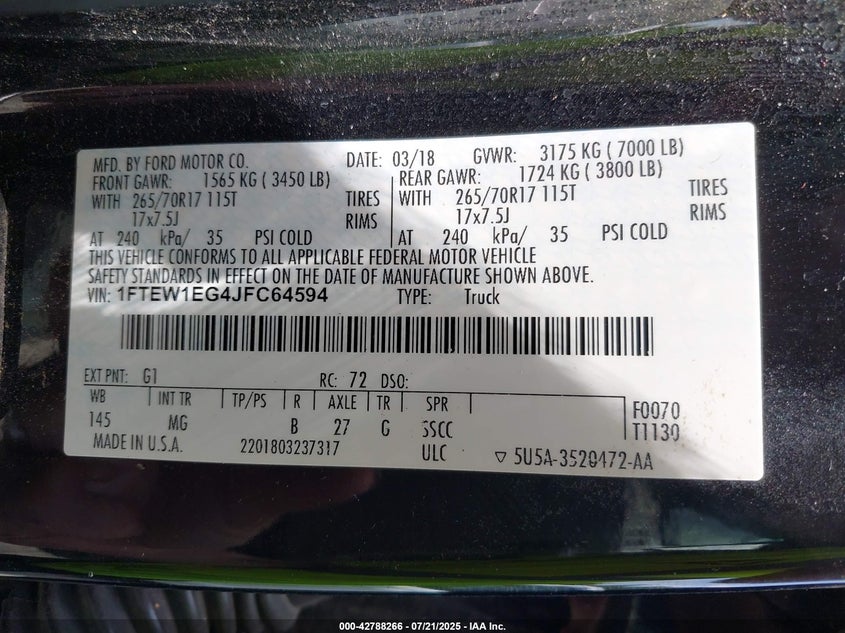 MFD. BY FORD MOTOR CO. DATE: 03/18 GVWR: 3175 KG ( 7000 LB)
FRONT GAWR: 1565 KG ( 3450 LB) REAR GAWR: 1724 KG ( 3800 LB)
WITH 265/70R17 115T TIRES WITH 265/70R17 115T TIRES
17x7.5J RIMS 17x7.5J RIMS
AT 240 kPa/ 35 PSI COLD AT 240 kPa/ 35 PSI COLD
THIS VEHICLE CONFORMS TO ALL APPLICABLE FEDERAL MOTOR VEHICLE
SAFETY STANDARDS IN EFFECT ON THE DATE OF MANUFACTURE SHOWN ABOVE.
VIN: 1FTEW1EG4JFC64594 TYPE: Truck
EXT PNT: G1 RC: 72 DSO:
WB INT TR TP/PS R AXLE TR SPR F0070
145 MG B 27 G SSCC T1130
MADE IN U.S.A. 2201803237317 ULC ▽ 5U5A-3520472-AA
000-42788266 - 07/21/2025 - IAA Inc.